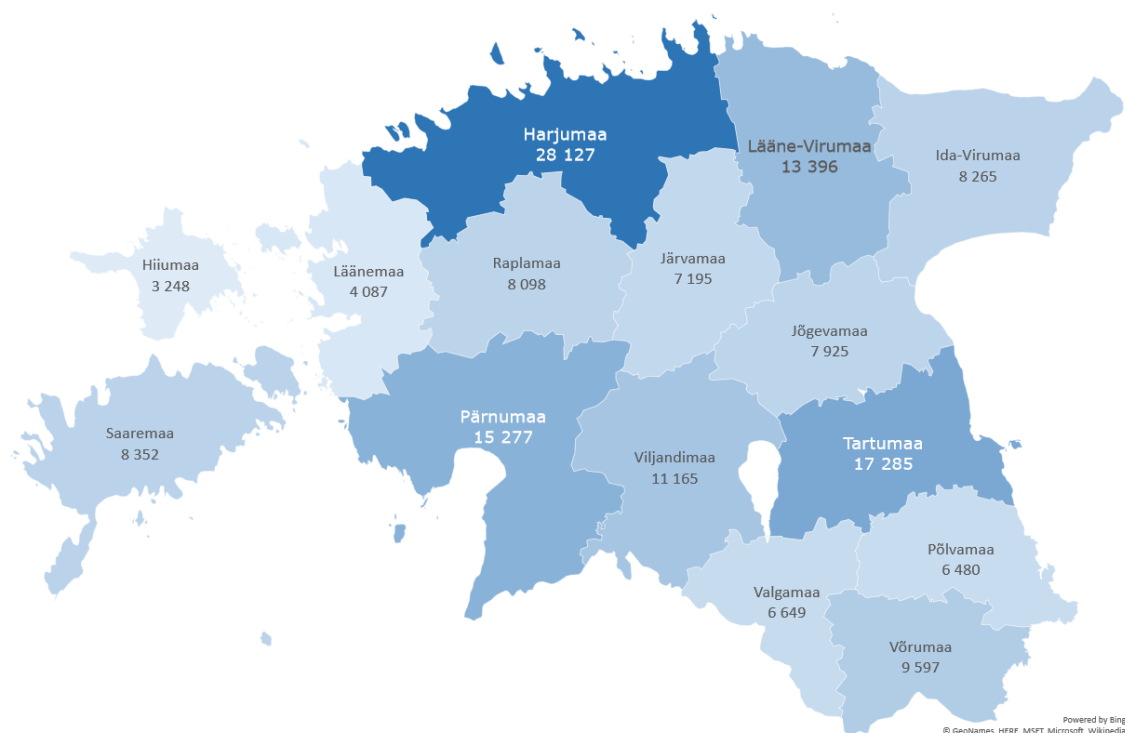 Harjumaa
28 127
Lääne-Virumaa
13 396
Ida-Virumaa
8 265
Hiiumaa
3 248
Läänemaa
4 087
Raplamaa
8 098
Järvamaa
7 195
Jõgevamaa
7 925
Saaremaa
8 352
Pärnumaa
15 277
Viljandimaa
11 165
Tartumaa
17 285
Põlvamaa
6 480
Valgamaa
6 649
Võrumaa
9 597
Powered by Bing
© GeoNames, HERE, MSFT, Microsoft, Wikipedia